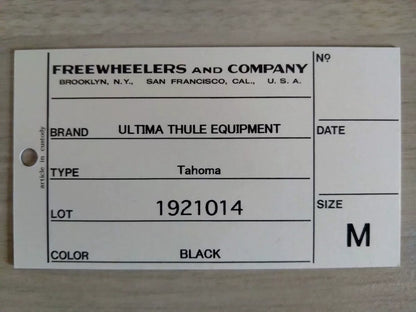 FREEWHEELERS AND COMPANY
BROOKLYN, N.Y., SAN FRANCISCO, CAL., U. S. A.
Nº
BRAND ULTIMA THULE EQUIPMENT
DATE
TYPE Tahoma
LOT 1921014
SIZE M
COLOR BLACK
article in custody